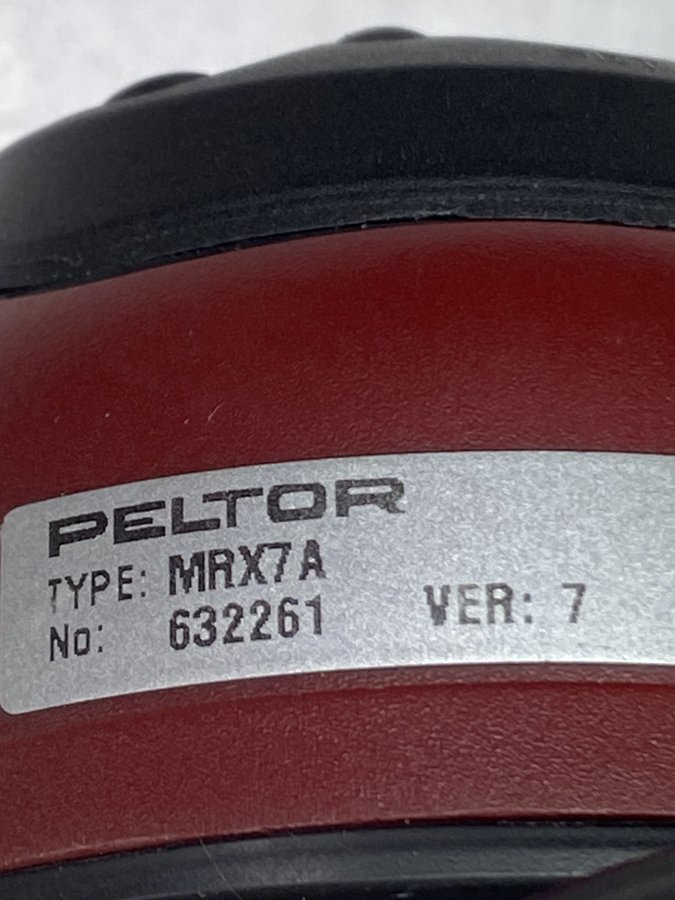 PELTOR
TYPE: MRX7A
No: 632261 VER: 7